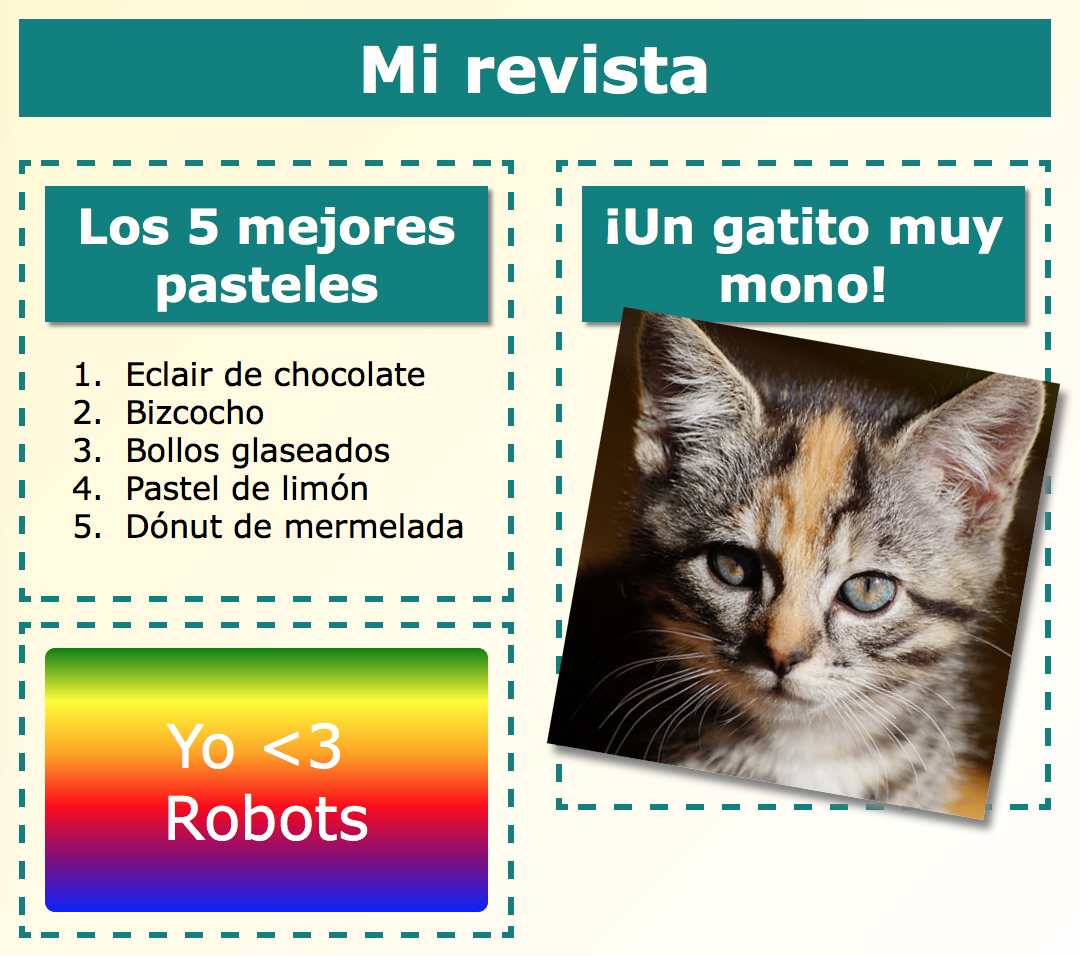 Mi revista
Los 5 mejores
pasteles
1. Eclair de chocolate
2. Bizcocho
3. Bollos glaseados
4. Pastel de limón
5. Dónut de mermelada
Yo <3
Robots
¡Un gatito muy
mono!